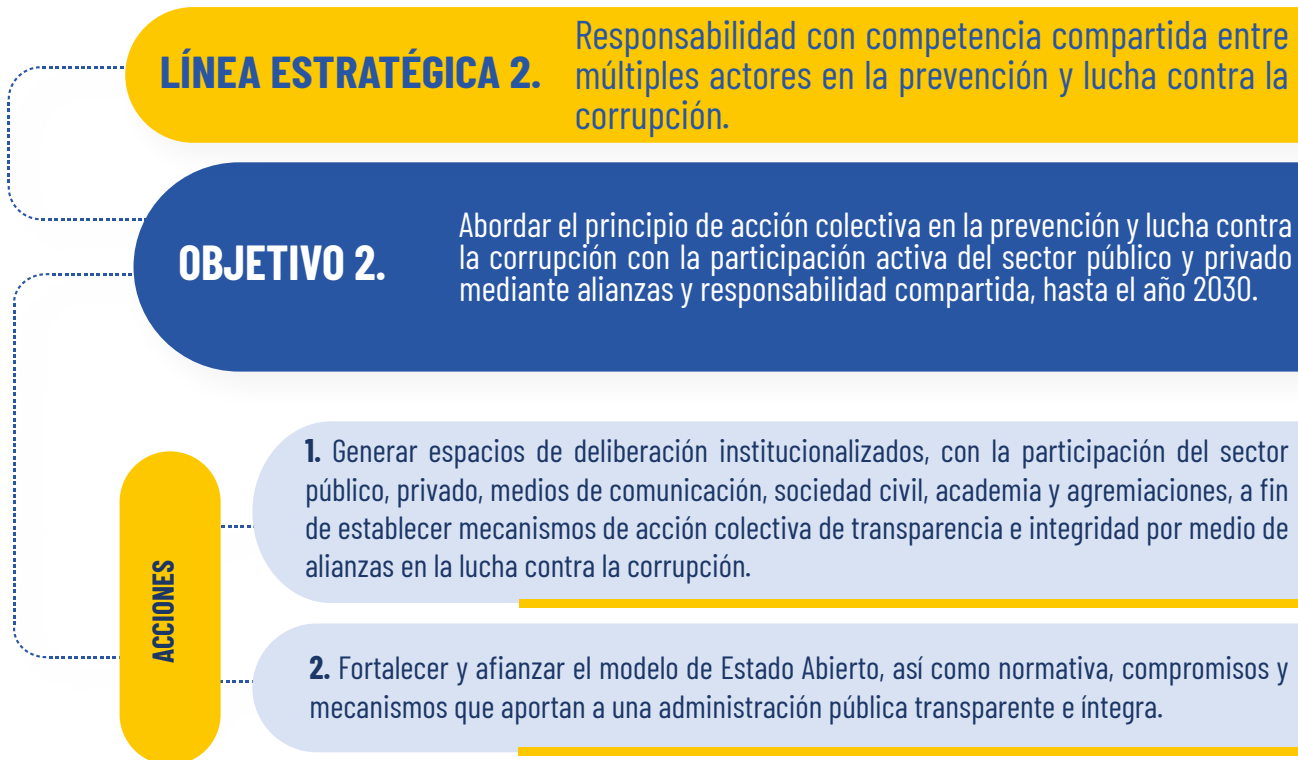 LÍNEA ESTRATÉGICA 2.
Responsabilidad con competencia compartida entre
múltiples actores en la prevención y lucha contra la
corrupción.
OBJETIVO 2.
Abordar el principio de acción colectiva en la prevención y lucha contra
la corrupción con la participación activa del sector público y privado
mediante alianzas y responsabilidad compartida, hasta el año 2030.
ACCIONES
1. Generar espacios de deliberación institucionalizados, con la participación del sector
público, privado, medios de comunicación, sociedad civil, academia y agremiaciones, a fin
de establecer mecanismos de acción colectiva de transparencia e integridad por medio de
alianzas en la lucha contra la corrupción.
2. Fortalecer y afianzar el modelo de Estado Abierto, así como normativa, compromisos y
mecanismos que aportan a una administración pública transparente e íntegra.